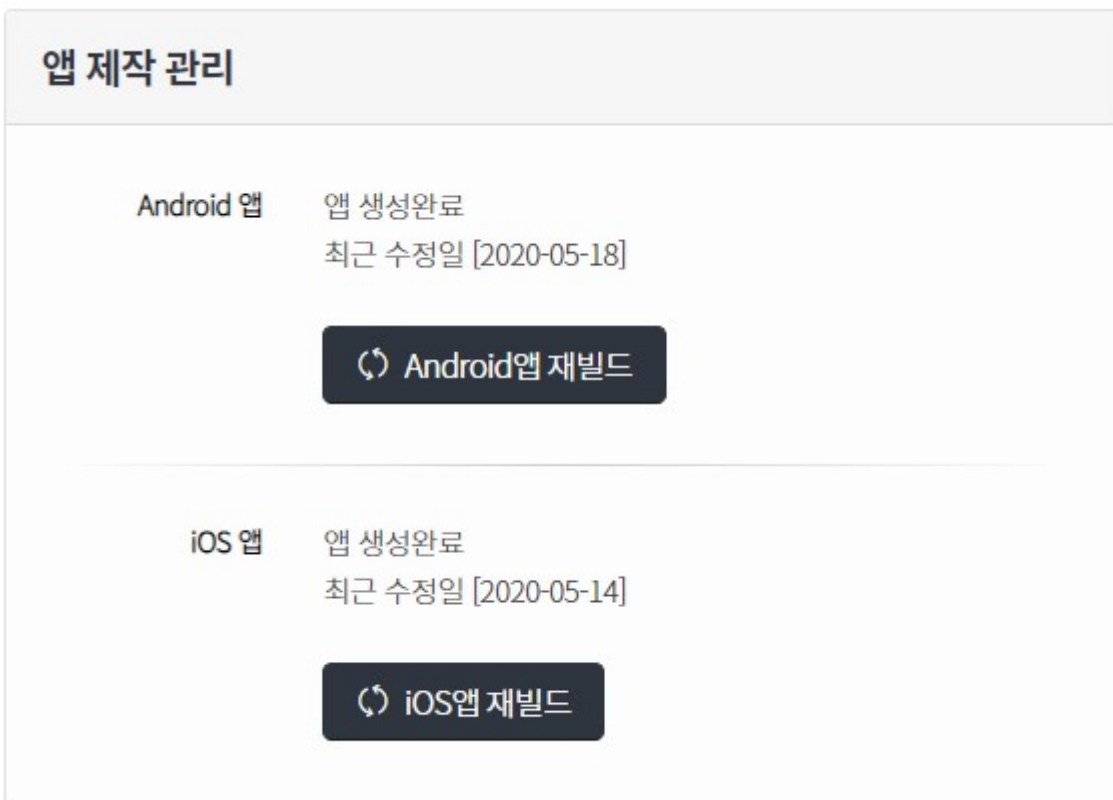 앱 제작 관리
Android 앱
앱 생성완료
최근 수정일 [2020-05-18]
Android앱 재빌드
iOS 앱
앱 생성완료
최근 수정일 [2020-05-14]
iOS앱 재빌드